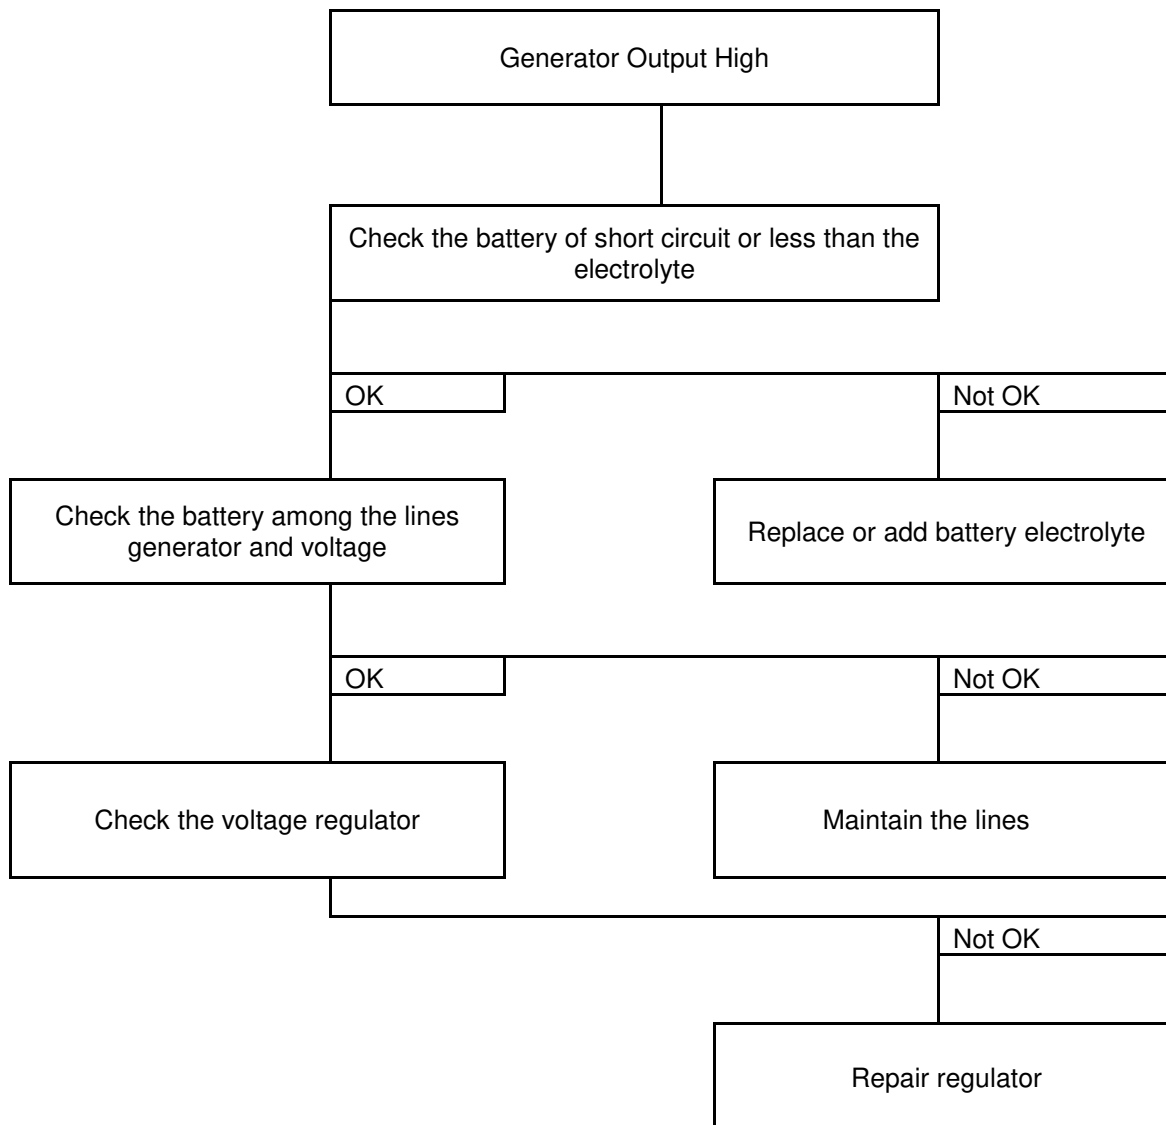 Generator Output High
Check the battery of short circuit or less than the
electrolyte
OK
Not OK
Check the battery among the lines
generator and voltage
Replace or add battery electrolyte
OK
Not OK
Check the voltage regulator
Maintain the lines
Not OK
Repair regulator